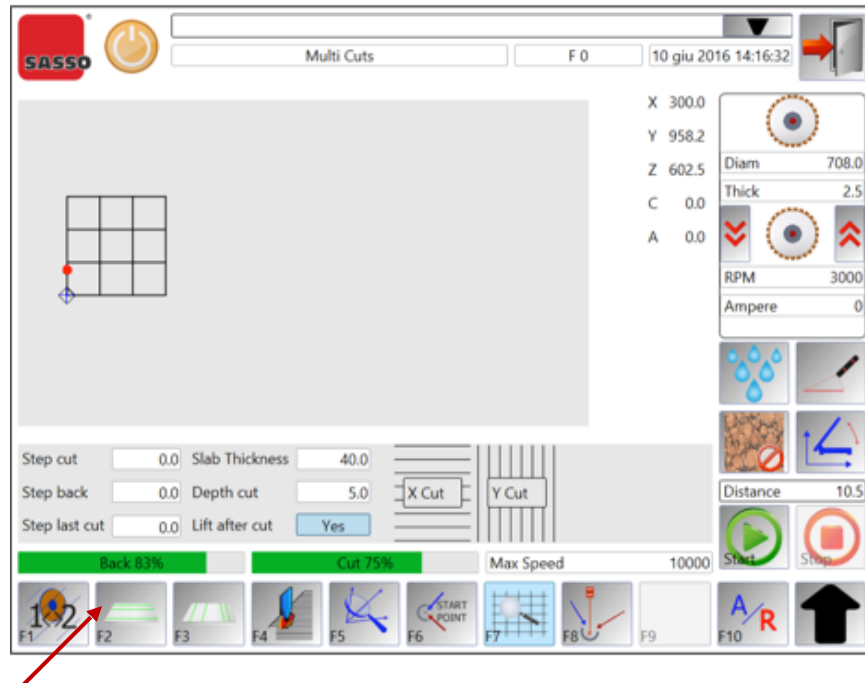 SASSO
Multi Cuts F 0 10 giu 2016 14:16:32
X 300.0
Y 958.2
Z 602.5
C 0.0
A 0.0
Diam 708.0
Thick 2.5
RPM 3000
Ampere 0
Step cut 0.0 Slab Thickness 40.0
Step back 0.0 Depth cut 5.0 X Cut Y Cut
Step last cut 0.0 Lift after cut Yes
Distance 10.5
Back 83% Cut 75% Max Speed 10000 Start Stop
1 2 START POINT A/R
F1 F2 F3 F4 F5 F6 F7 F8 F9 F10